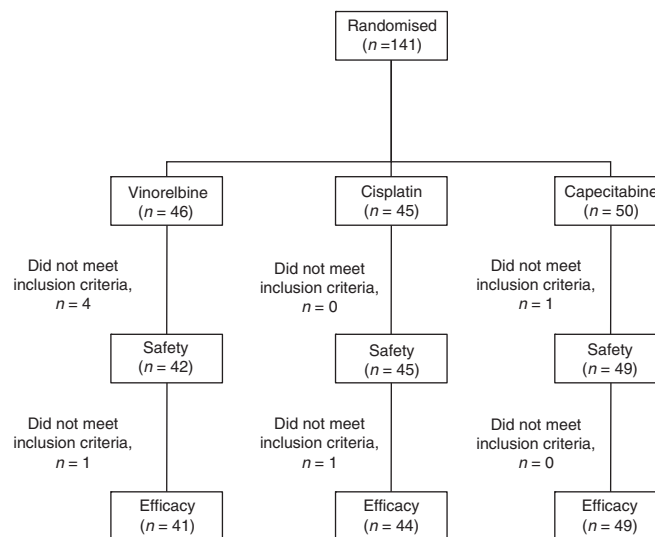 Randomised
(n =141)
Vinorelbine
(n = 46)
Cisplatin
(n = 45)
Capecitabine
(n = 50)
Did not meet
inclusion criteria,
n = 4
Did not meet
inclusion criteria,
n = 0
Did not meet
inclusion criteria,
n = 1
Safety
(n = 42)
Safety
(n = 45)
Safety
(n = 49)
Did not meet
inclusion criteria,
n = 1
Did not meet
inclusion criteria,
n = 1
Did not meet
inclusion criteria,
n = 0
Efficacy
(n = 41)
Efficacy
(n = 44)
Efficacy
(n = 49)